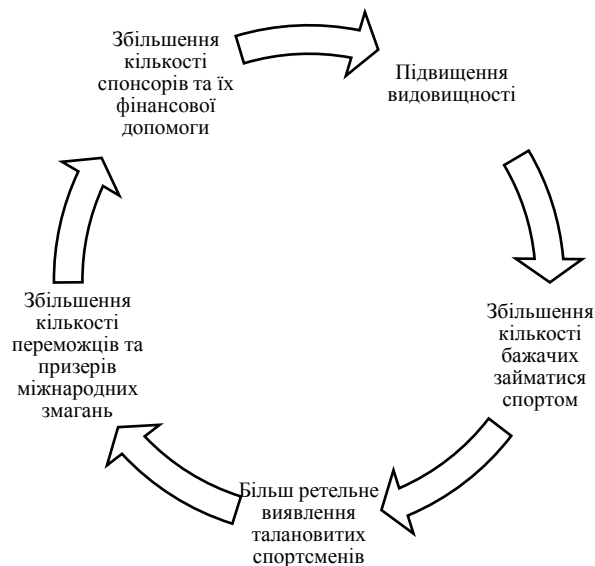 Збільшення
кількості
спонсорів та їх
фінансової
допомоги
Підвищення
видовищності
Збільшення
кількості
бажачих
займатися
спортом
Більш ретельне
виявлення
талановитих
спортсменів
Збільшення
кількості
переможців та
призерів
міжнародних
змагань